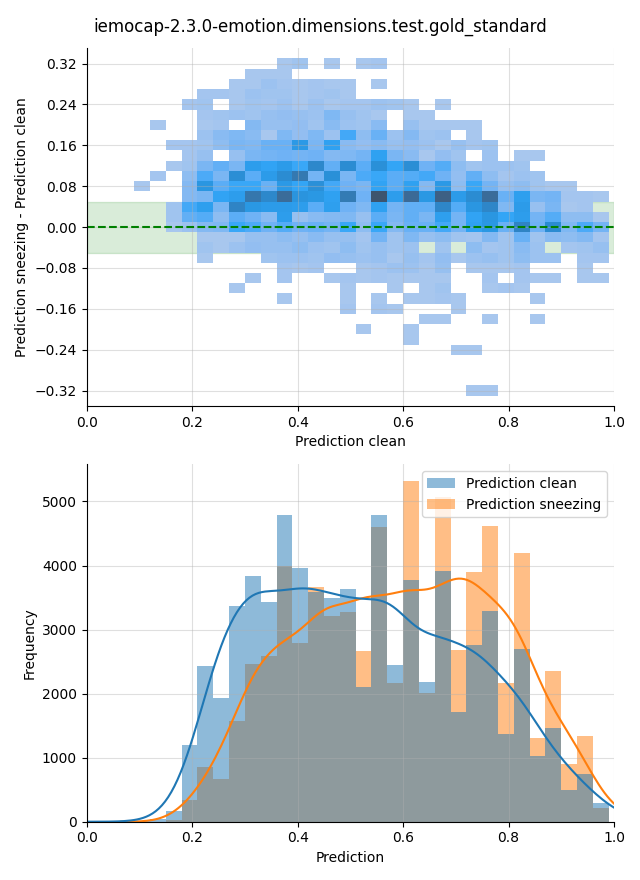 iemocap-2.3.0-emotion.dimensions.test.gold_standard
Prediction sneezing - Prediction clean
0.32
0.24
0.16
0.08
0.00
−0.08
−0.16
−0.24
−0.32
0.0 0.2 0.4 0.6 0.8 1.0
Prediction clean
Prediction clean
Prediction sneezing
Frequency
5000
4000
3000
2000
1000
0
0.0 0.2 0.4 0.6 0.8 1.0
Prediction